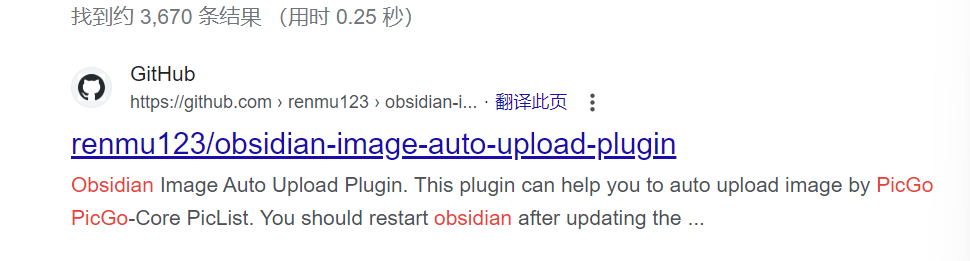 找到约 3,670 条结果 （用时 0.25 秒）
GitHub
https://github.com › renmu123 › obsidian-i... · 翻译此页
renmu123/obsidian-image-auto-upload-plugin
Obsidian Image Auto Upload Plugin. This plugin can help you to auto upload image by PicGo
PicGo-Core PicList. You should restart obsidian after updating the ...